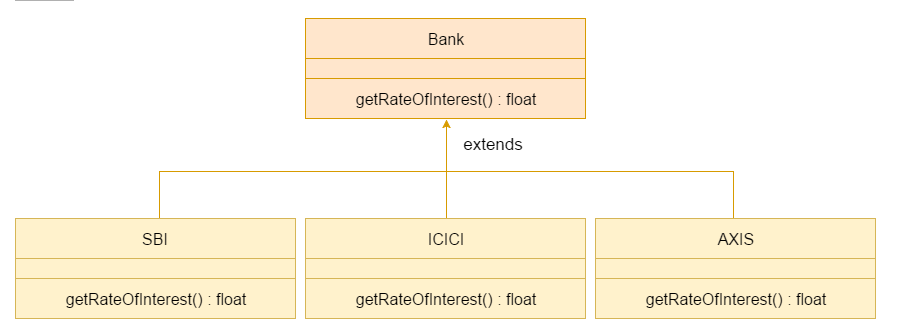 Bank
getRateOfInterest() : float
extends
SBI
ICICI
AXIS
getRateOfInterest() : float
getRateOfInterest() : float
getRateOfInterest() : float